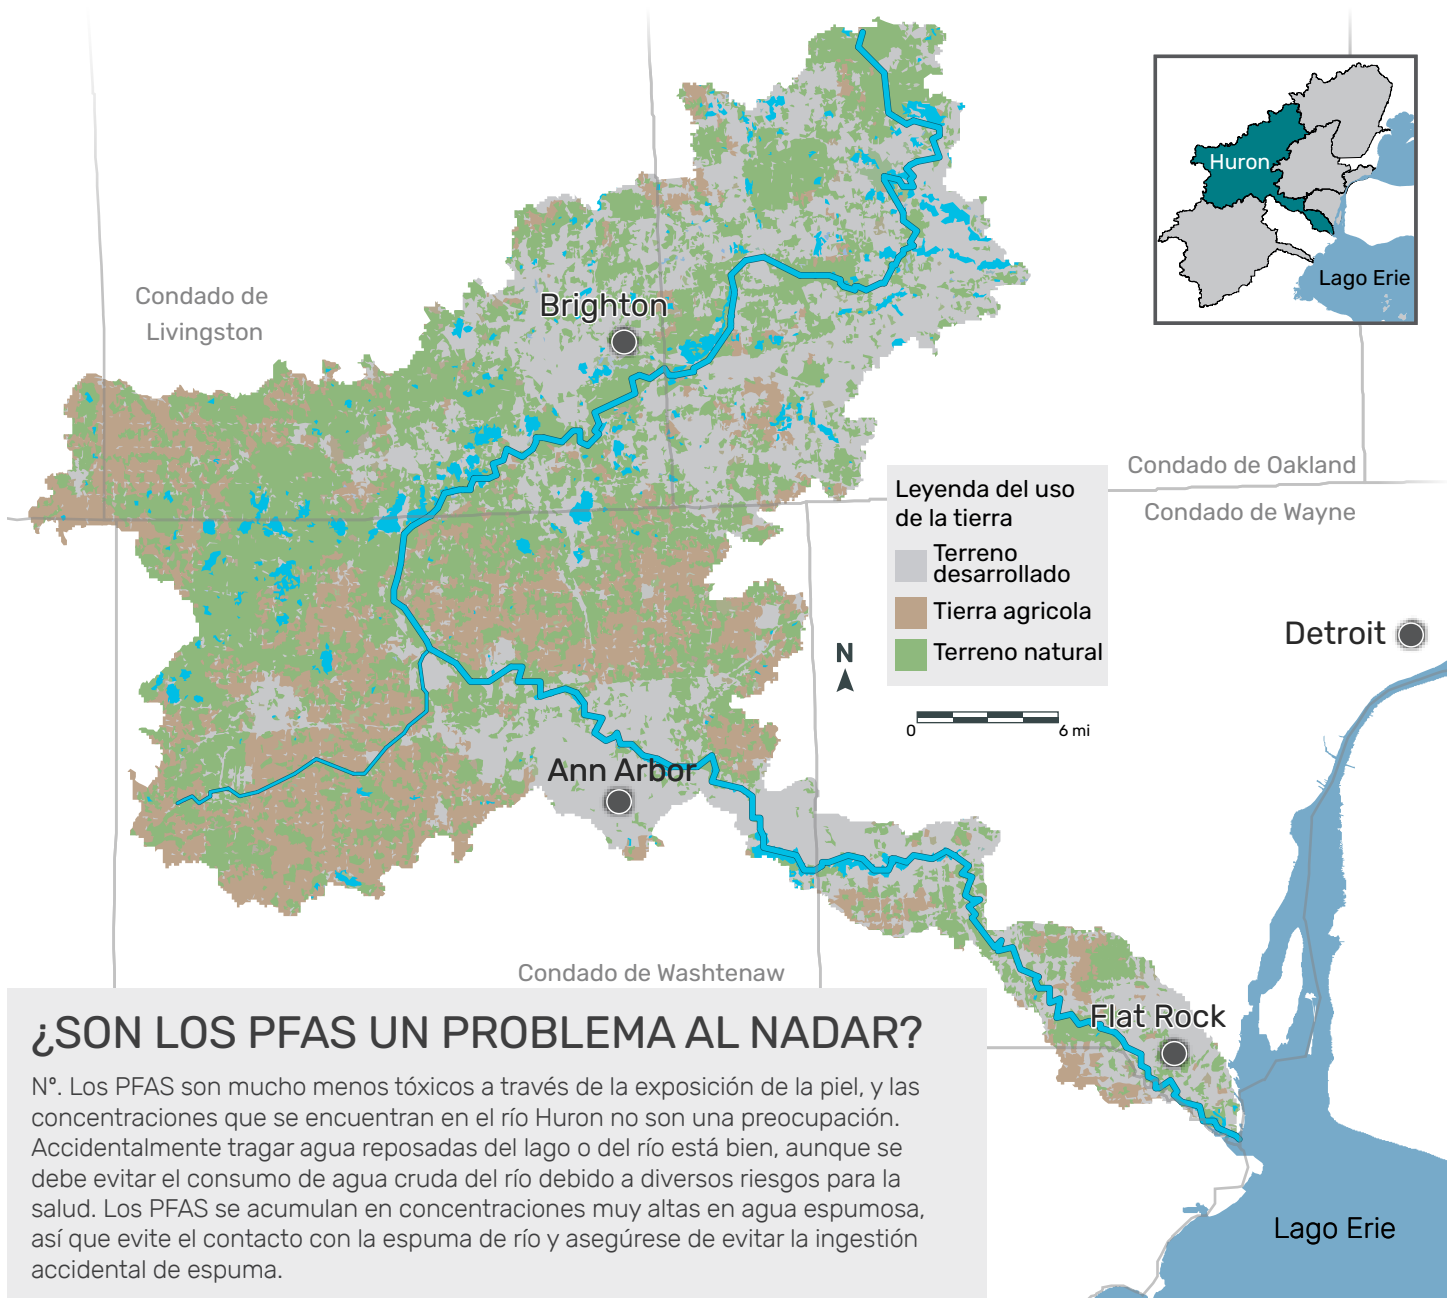 Huron
Lago Erie
Condado de
Livingston
Brighton
Condado de Oakland
Condado de Wayne
Leyenda del uso
de la tierra
Terreno
desarrollado
Tierra agricola
Terreno natural
Detroit
N
0 6 mi
Ann Arbor
Condado de Washtenaw
Flat Rock
¿SON LOS PFAS UN PROBLEMA AL NADAR?
Nº. Los PFAS son mucho menos tóxicos a través de la exposición de la piel, y las
concentraciones que se encuentran en el río Huron no son una preocupación.
Accidentalmente tragar agua reposadas del lago o del río está bien, aunque se
debe evitar el consumo de agua cruda del río debido a diversos riesgos para la
salud. Los PFAS se acumulan en concentraciones muy altas en agua espumosa,
así que evite el contacto con la espuma de río y asegúrese de evitar la ingestión
accidental de espuma.
Lago Erie